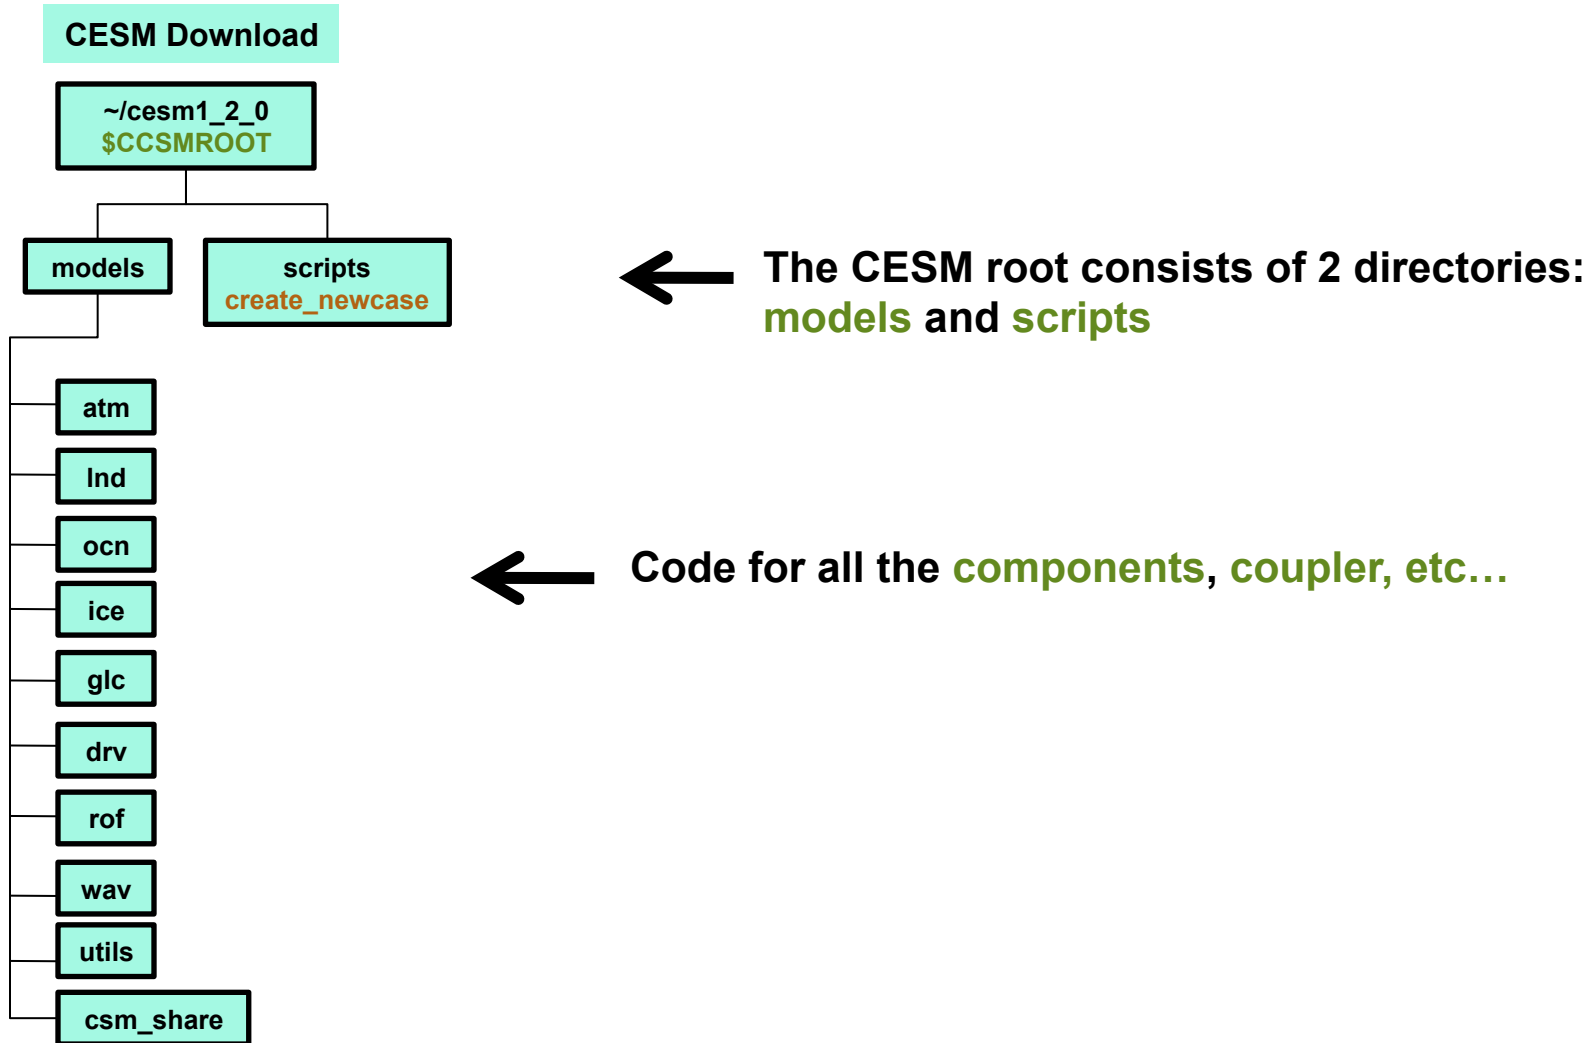 CESM Download
~/cesm1_2_0
$CCSMROOT
models
scripts
create_newcase
The CESM root consists of 2 directories:
models and scripts
atm
lnd
ocn
ice
glc
drv
rof
wav
utils
csm_share
Code for all the components, coupler, etc…